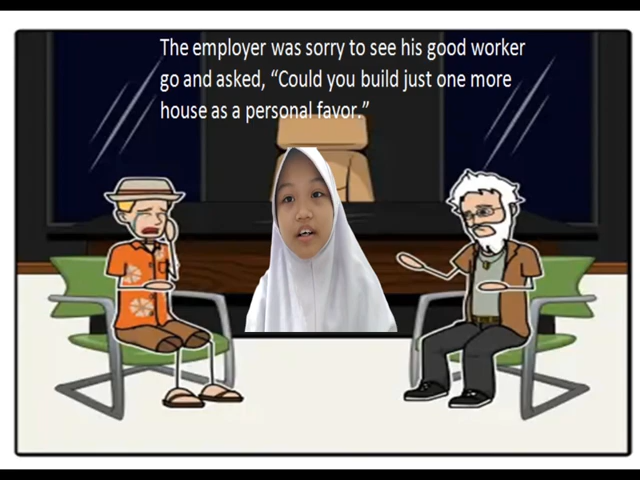 The employer was sorry to see his good worker
go and asked, “Could you build just one more
house as a personal favor.”